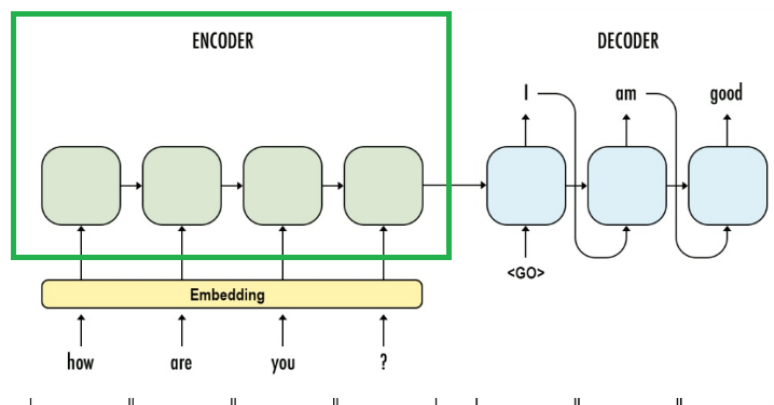 ENCODER DECODER
I am good
<GO>
Embedding
how are you ?